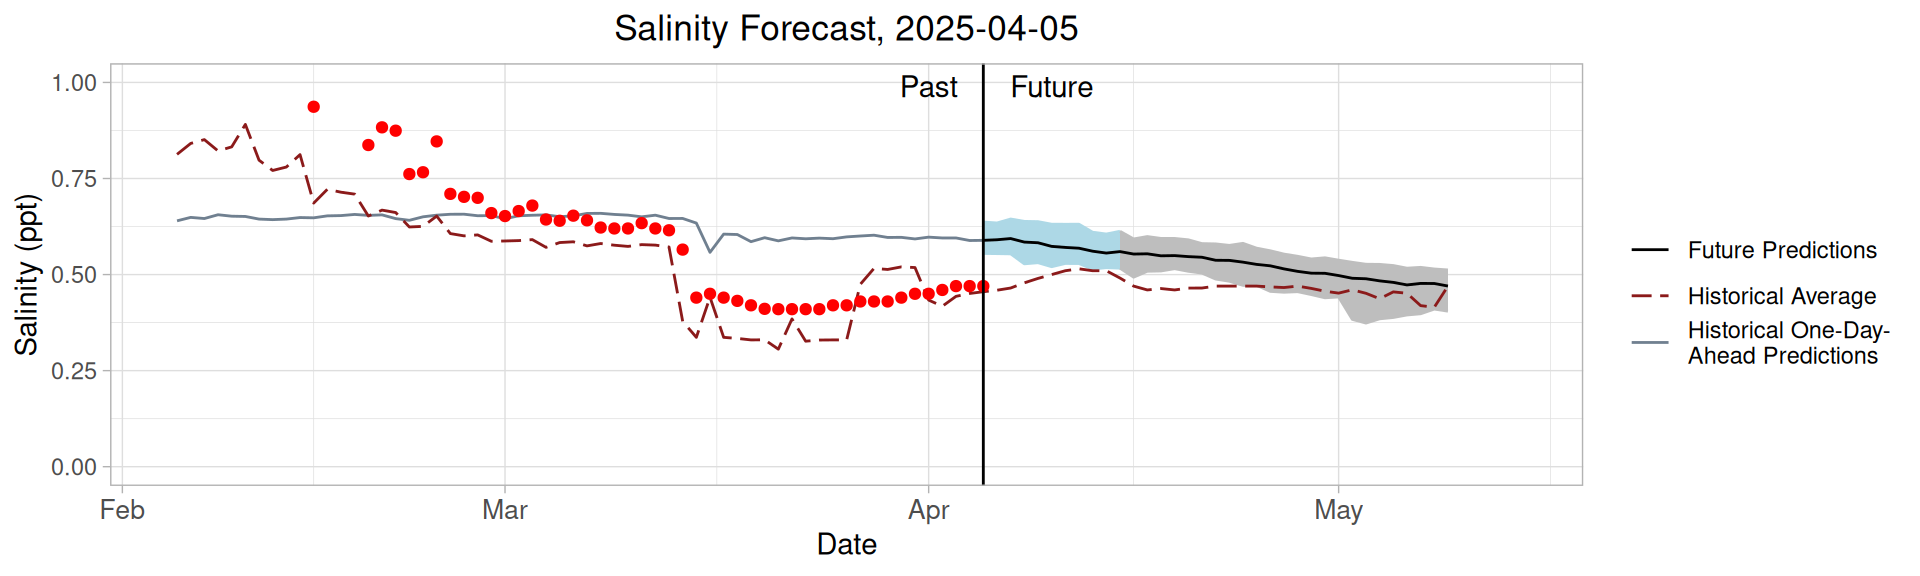 Salinity Forecast, 2025-04-05
Past
Future
1.00
0.75
0.50
0.25
0.00
Salinity (ppt)
Feb
Mar
Apr
May
Date
Future Predictions
Historical Average
Historical One-Day-
Ahead Predictions